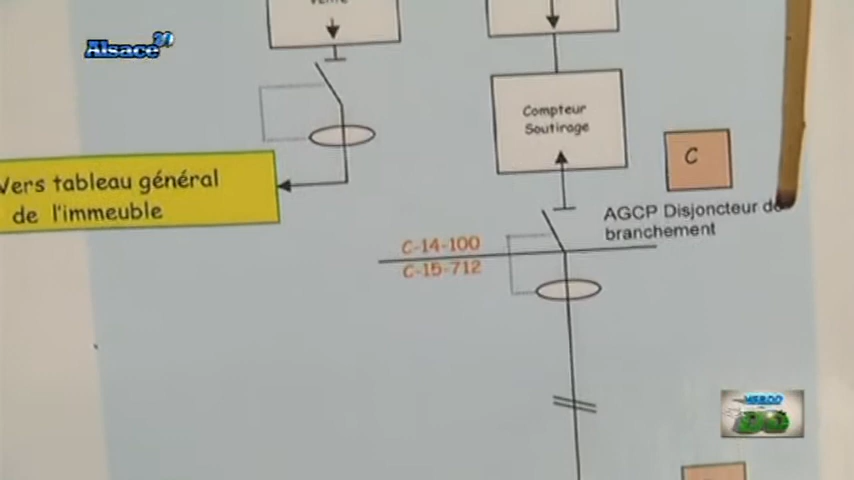 Alsace 20
Compteur
Soutirage
C
Vers tableau général
de l'immeuble
AGCP Disjoncteur de
branchement
C-14-100
C-15-712